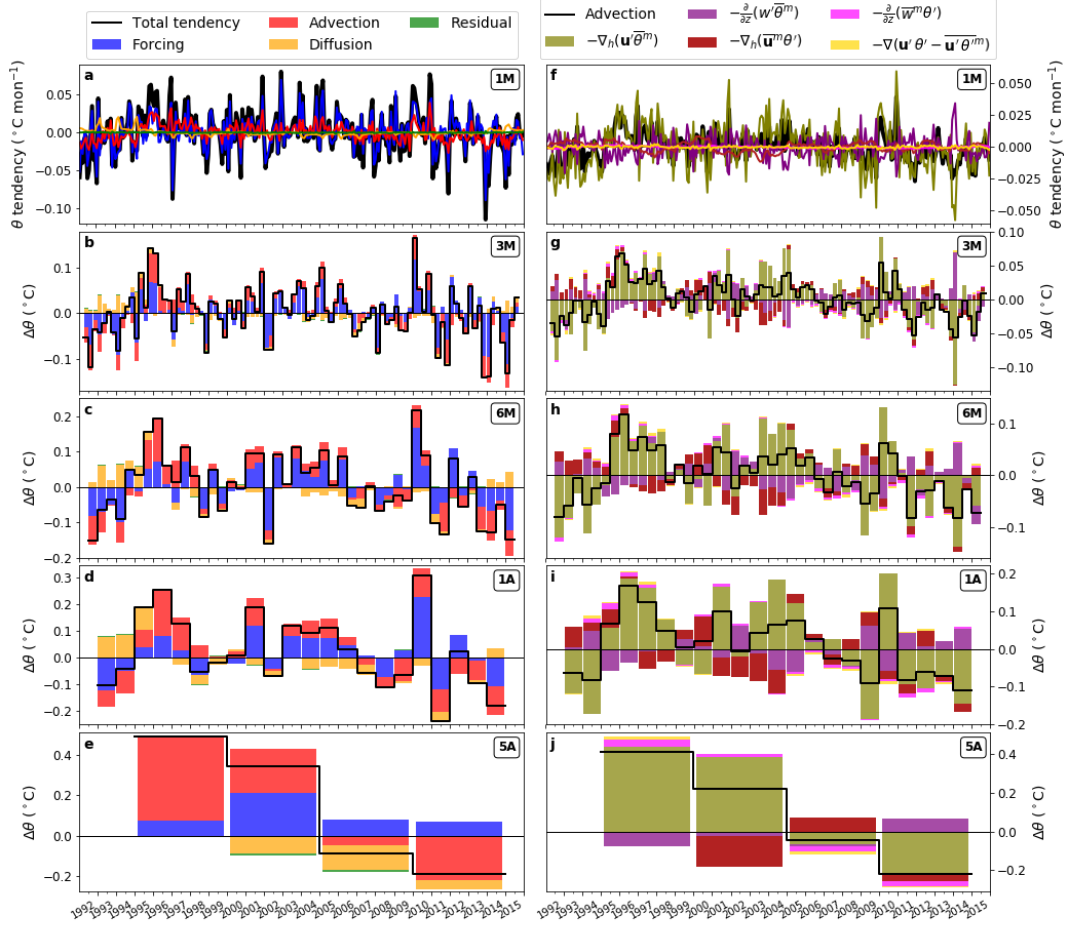 Total tendency
Advection
Residual
Forcing
Diffusion
Advection
−∂/∂z(w′θ̅ᵐ)
−∂/∂z(w̅ᵐθ′)
−∇ₕ(u′θ̅ᵐ)
−∇ₕ(u̅ᵐθ′)
−∇(u′θ′ − u′θ′̅ᵐ)
a
1M
0.05
0.00
−0.05
−0.10
θ tendency (°C mon⁻¹)
f
1M
0.050
0.025
0.000
−0.025
−0.050
θ tendency (°C mon⁻¹)
b
3M
0.1
0.0
−0.1
Δθ (°C)
g
3M
0.10
0.05
0.00
−0.05
−0.10
Δθ (°C)
c
6M
0.2
0.1
0.0
−0.1
−0.2
Δθ (°C)
h
6M
0.1
0.0
−0.1
Δθ (°C)
d
1A
0.3
0.2
0.1
0.0
−0.1
−0.2
Δθ (°C)
i
1A
0.2
0.1
0.0
−0.1
−0.2
Δθ (°C)
e
5A
0.4
0.2
0.0
−0.2
Δθ (°C)
j
5A
0.4
0.2
0.0
−0.2
Δθ (°C)
1992 1993 1994 1994 1995 1996 1997 1998 1999 2000 2001 2002 2003 2004 2005 2005 2006 2007 2008 2009 2010 2011 2012 2013 2014 2015
1992 1993 1994 1995 1996 1997 1998 1999 2000 2001 2002 2003 2004 2005 2006 2007 2008 2009 2010 2011 2012 2013 2014 2015